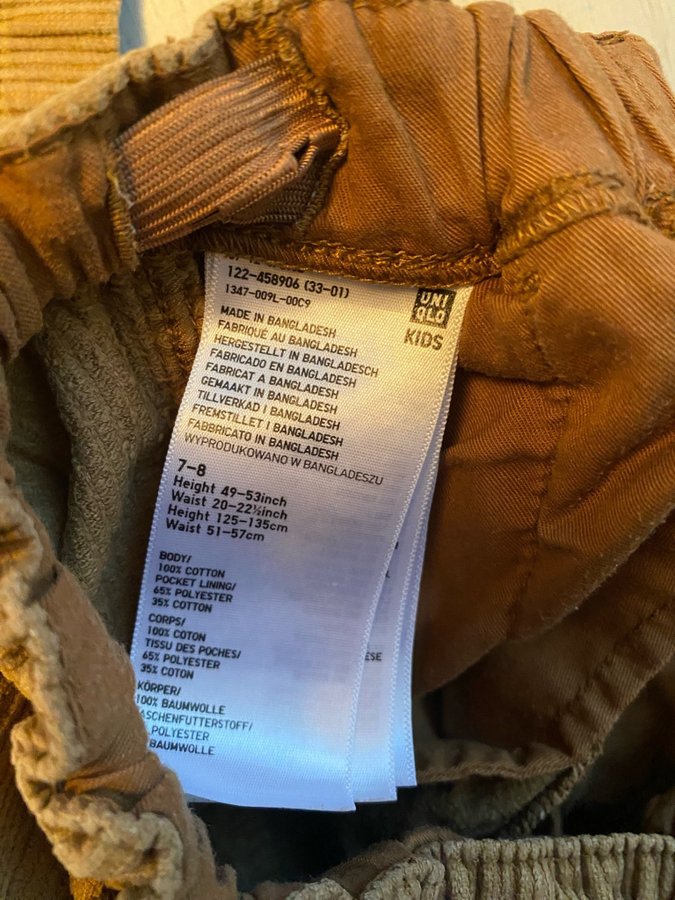 122-458906 (33-01)
1347-009L-00C9
UNI
QLO
KIDS
MADE IN BANGLADESH
FABRIQUÉ AU BANGLADESH
HERGESTELLT IN BANGLADESCH
FABRICADO EN BANGLADESH
FABRICAT A BANGLADESH
GEMAAKT IN BANGLADESH
TILLVERKAD I BANGLADESH
FREMSTILLET I BANGLADESH
FABBRICATO IN BANGLADESH
WYPRODUKOWANO W BANGLADESZU
7-8
Height 49-53inch
Waist 20-22½inch
Height 125-135cm
Waist 51-57cm
BODY/
100% COTTON
POCKET LINING/
65% POLYESTER
35% COTTON
CORPS/
100% COTON
TISSU DES POCHES/
65% POLYESTER
35% COTON
KÖRPER/
100% BAUMWOLLE
ASCHENFUTTERSTOFF/
POLYESTER
BAUMWOLLE
ESE